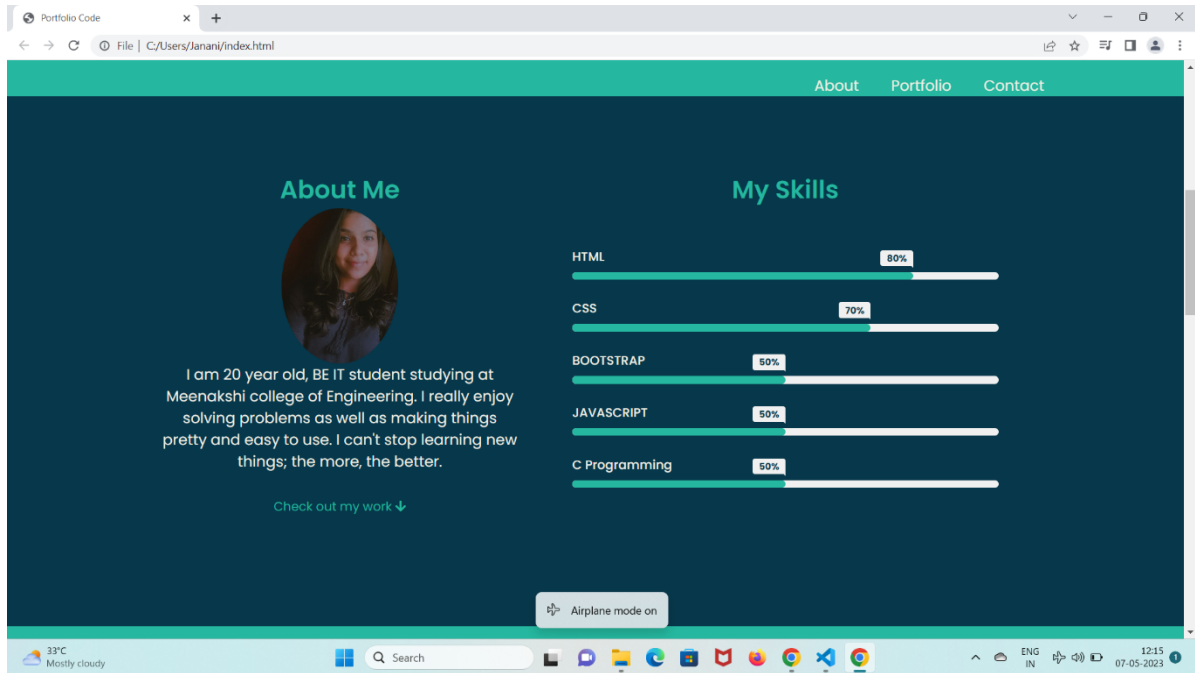 Portfolio Code
File | C:/Users/Janani/index.html
About Portfolio Contact
About Me
I am 20 year old, BE IT student studying at
Meenakshi college of Engineering. I really enjoy
solving problems as well as making things
pretty and easy to use. I can't stop learning new
things; the more, the better.
Check out my work
My Skills
HTML 80%
CSS 70%
BOOTSTRAP 50%
JAVASCRIPT 50%
C Programming 50%
Airplane mode on
33°C
Mostly cloudy
Search
ENG
IN
12:15
07-05-2023
1